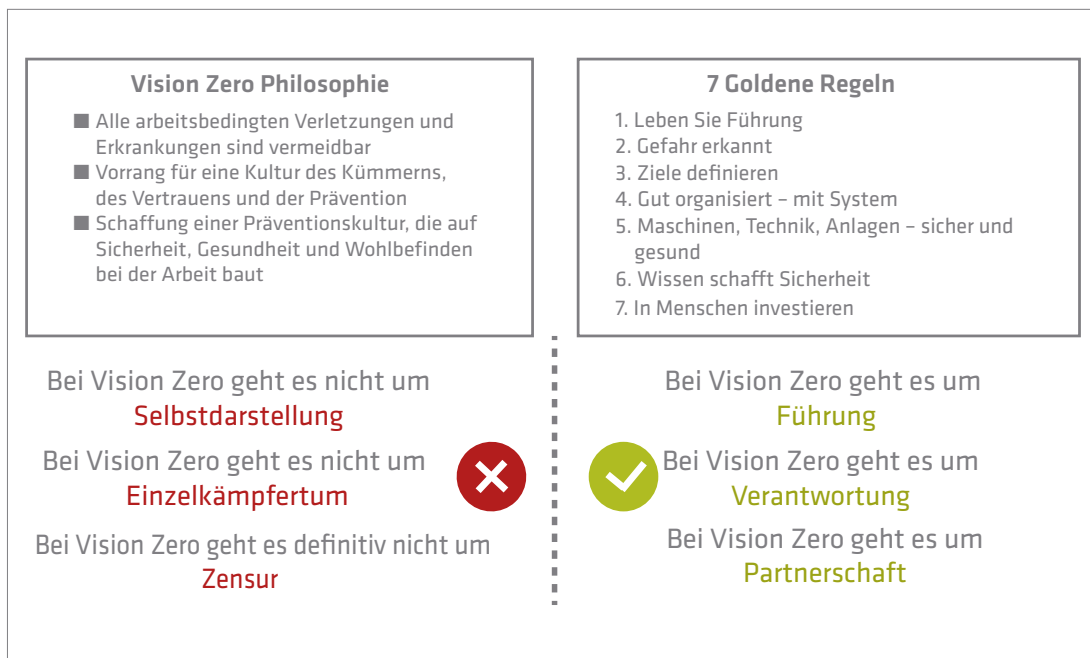 Vision Zero Philosophie
■ Alle arbeitsbedingten Verletzungen und
Erkrankungen sind vermeidbar
■ Vorrang für eine Kultur des Kümmerns,
des Vertrauens und der Prävention
■ Schaffung einer Präventionskultur, die auf
Sicherheit, Gesundheit und Wohlbefinden
bei der Arbeit baut
7 Goldene Regeln
1. Leben Sie Führung
2. Gefahr erkannt
3. Ziele definieren
4. Gut organisiert – mit System
5. Maschinen, Technik, Anlagen – sicher und
gesund
6. Wissen schafft Sicherheit
7. In Menschen investieren
Bei Vision Zero geht es nicht um
Selbstdarstellung
Bei Vision Zero geht es nicht um
Einzelkämpfertum
Bei Vision Zero geht es definitiv nicht um
Zensur
Bei Vision Zero geht es um
Führung
Bei Vision Zero geht es um
Verantwortung
Bei Vision Zero geht es um
Partnerschaft